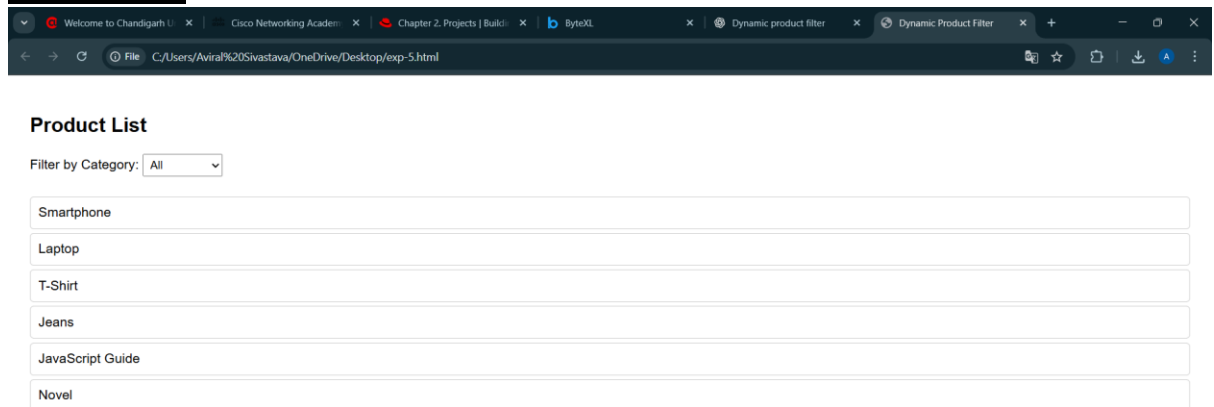 Welcome to Chandigarh U
Cisco Networking Academ
Chapter 2. Projects | Buildi
ByteXL
Dynamic product filter
Dynamic Product Filter
File C:/Users/Aviral%20Sivastava/OneDrive/Desktop/exp-5.html
A
Product List
Filter by Category: All
Smartphone
Laptop
T-Shirt
Jeans
JavaScript Guide
Novel